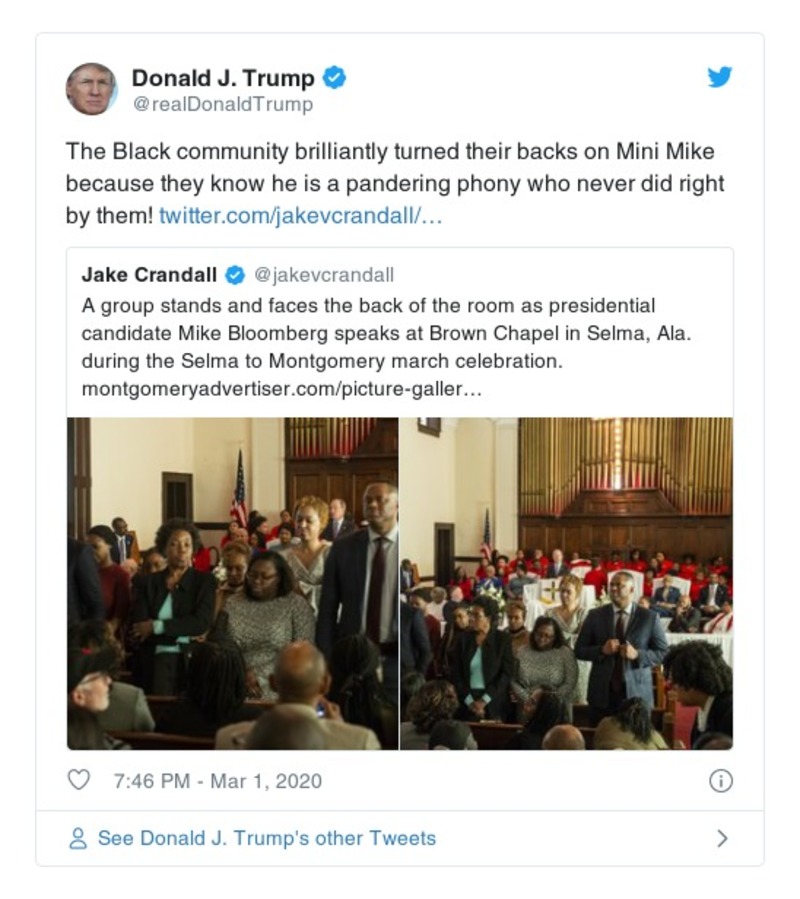 Donald J. Trump
@realDonaldTrump
The Black community brilliantly turned their backs on Mini Mike
because they know he is a pandering phony who never did right
by them! twitter.com/jakevcrandall/…
Jake Crandall @jakevcrandall
A group stands and faces the back of the room as presidential
candidate Mike Bloomberg speaks at Brown Chapel in Selma, Ala.
during the Selma to Montgomery march celebration.
montgomeryadvertiser.com/picture-galler…
7:46 PM - Mar 1, 2020
See Donald J. Trump's other Tweets